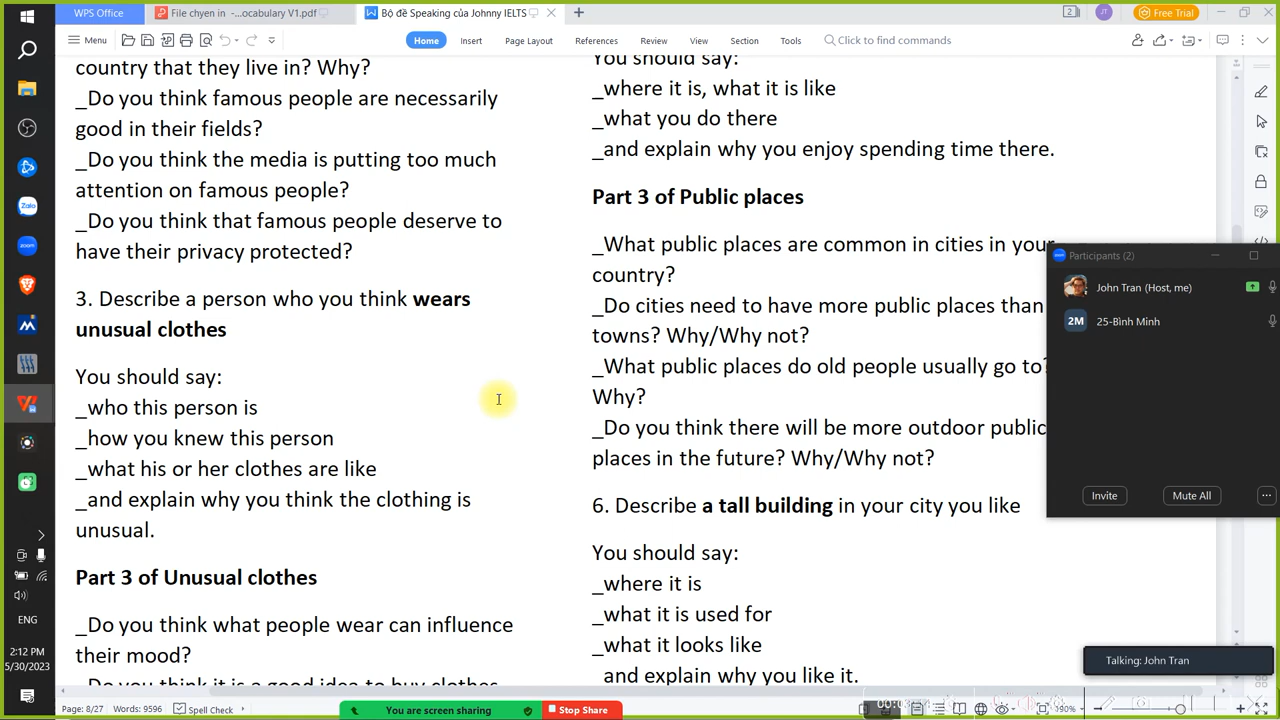 WPS Office
File chyen in -...ocabulary V1.pdf
Bộ đề Speaking của Johnny IELTS
JT
Free Trial
Menu
Home
Insert
Page Layout
References
Review
View
Section
Tools
Click to find commands
country that they live in? Why?
_Do you think famous people are necessarily
good in their fields?
_Do you think the media is putting too much
attention on famous people?
_Do you think that famous people deserve to
have their privacy protected?
3. Describe a person who you think wears
unusual clothes
You should say:
_who this person is
_how you knew this person
_what his or her clothes are like
_and explain why you think the clothing is
unusual.
Part 3 of Unusual clothes
_Do you think what people wear can influence
their mood?
_Do you think it is a good idea to buy clothes
You should say:
_where it is, what it is like
_what you do there
_and explain why you enjoy spending time there.
Part 3 of Public places
_What public places are common in cities in your
country?
_Do cities need to have more public places than
towns? Why/Why not?
_What public places do old people usually go to?
Why?
_Do you think there will be more outdoor public
places in the future? Why/Why not?
6. Describe a tall building in your city you like
You should say:
_where it is
_what it is used for
_what it looks like
_and explain why you like it.
zoom
Participants (2)
John Tran (Host, me)
2M
25-Bình Minh
Invite
Mute All
Talking: John Tran
Zalo
zoom
ENG
2:12 PM
5/30/2023
Page: 8/27
Words: 9596
Spell Check
You are screen sharing
Stop Share